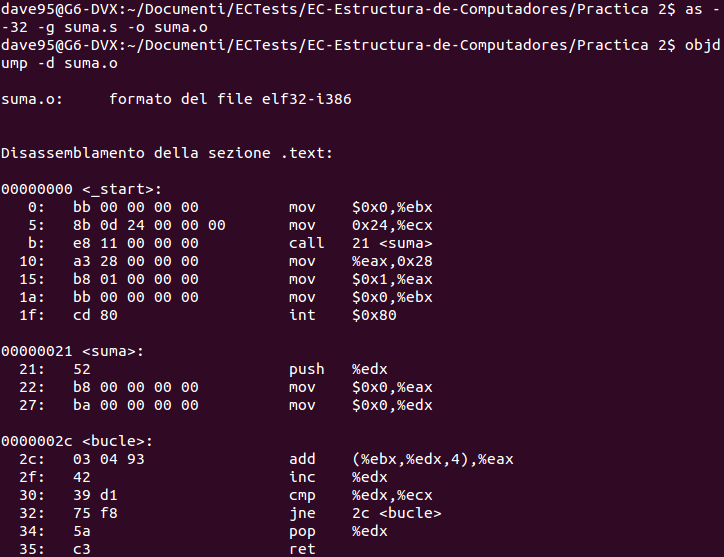 dave95@G6-DVX:~/Documenti/ECTests/EC-Estructura-de-Computadores/Practica 2$ as -
-32 -g suma.s -o suma.o
dave95@G6-DVX:~/Documenti/ECTests/EC-Estructura-de-Computadores/Practica 2$ objd
ump -d suma.o

suma.o:     formato del file elf32-i386


Disassemblamento della sezione .text:

00000000 <_start>:
   0:	bb 00 00 00 00       	mov    $0x0,%ebx
   5:	8b 0d 24 00 00 00    	mov    0x24,%ecx
   b:	e8 11 00 00 00       	call   21 <suma>
  10:	a3 28 00 00 00       	mov    %eax,0x28
  15:	b8 01 00 00 00       	mov    $0x1,%eax
  1a:	bb 00 00 00 00       	mov    $0x0,%ebx
  1f:	cd 80                	int    $0x80

00000021 <suma>:
  21:	52                   	push   %edx
  22:	b8 00 00 00 00       	mov    $0x0,%eax
  27:	ba 00 00 00 00       	mov    $0x0,%edx

0000002c <bucle>:
  2c:	03 04 93             	add    (%ebx,%edx,4),%eax
  2f:	42                   	inc    %edx
  30:	39 d1                	cmp    %edx,%ecx
  32:	75 f8                	jne    2c <bucle>
  34:	5a                   	pop    %edx
  35:	c3                   	ret